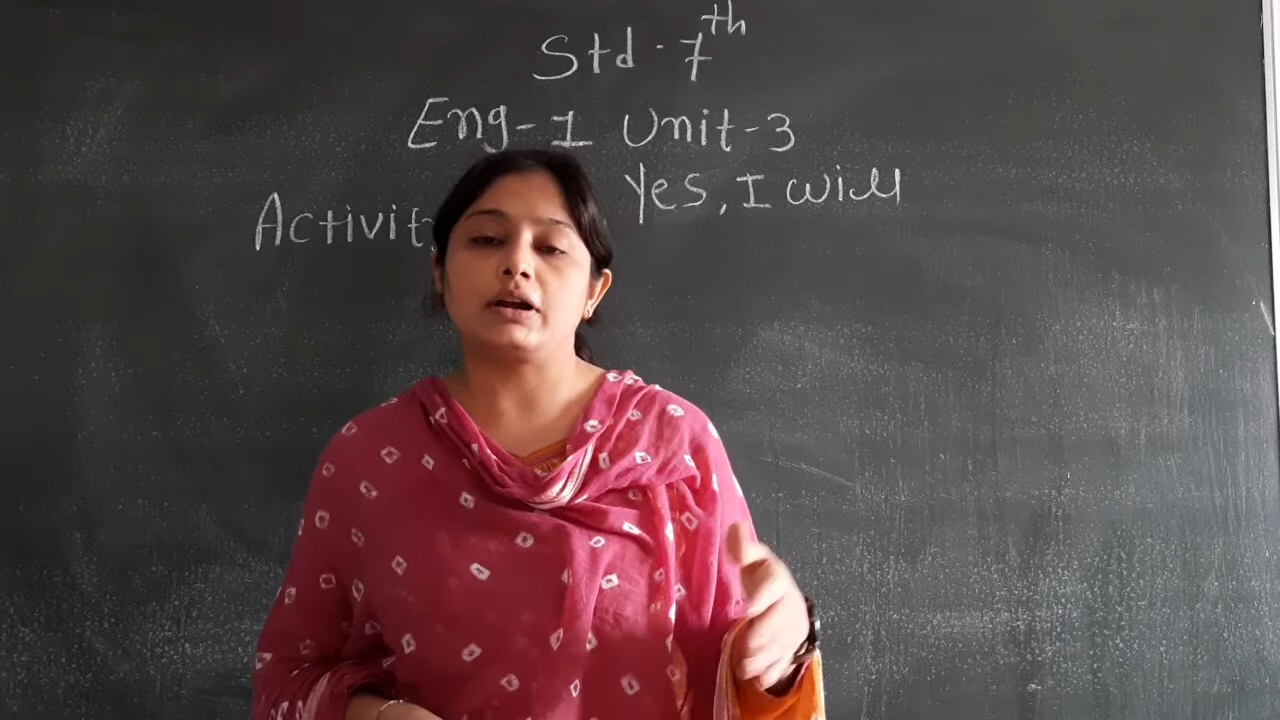 Std. 7th
Eng-1 Unit-3
Yes, I will